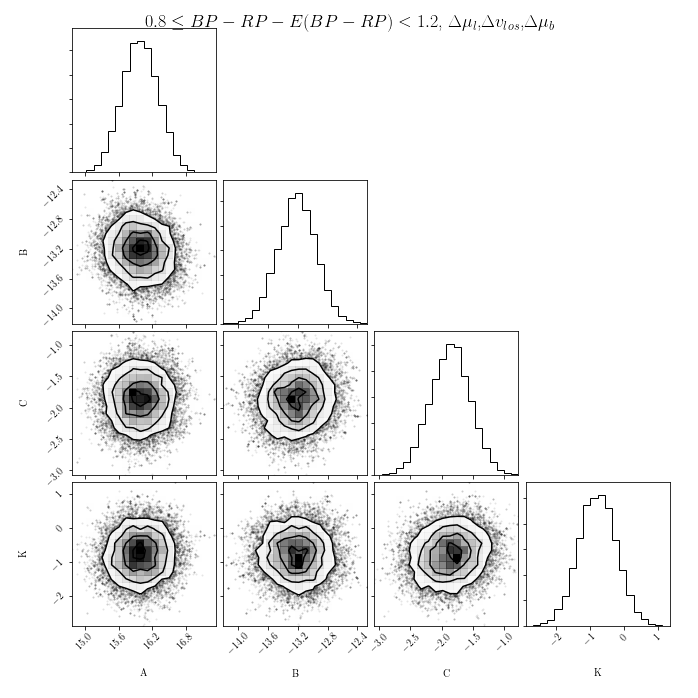 0.8 ≤ BP − RP − E(BP − RP) < 1.2, Δμ_l,Δv_los,Δμ_b
−12.4
−12.8
−13.2
−13.6
−14.0
B
−1.0
−1.5
−2.0
−2.5
−3.0
C
1
0
−1
−2
K
15.0 15.6 16.2 16.8
−14.0 −13.6 −13.2 −12.8 −12.4
−3.0 −2.5 −2.0 −1.5 −1.0
−2 −1 0 1
A B C K